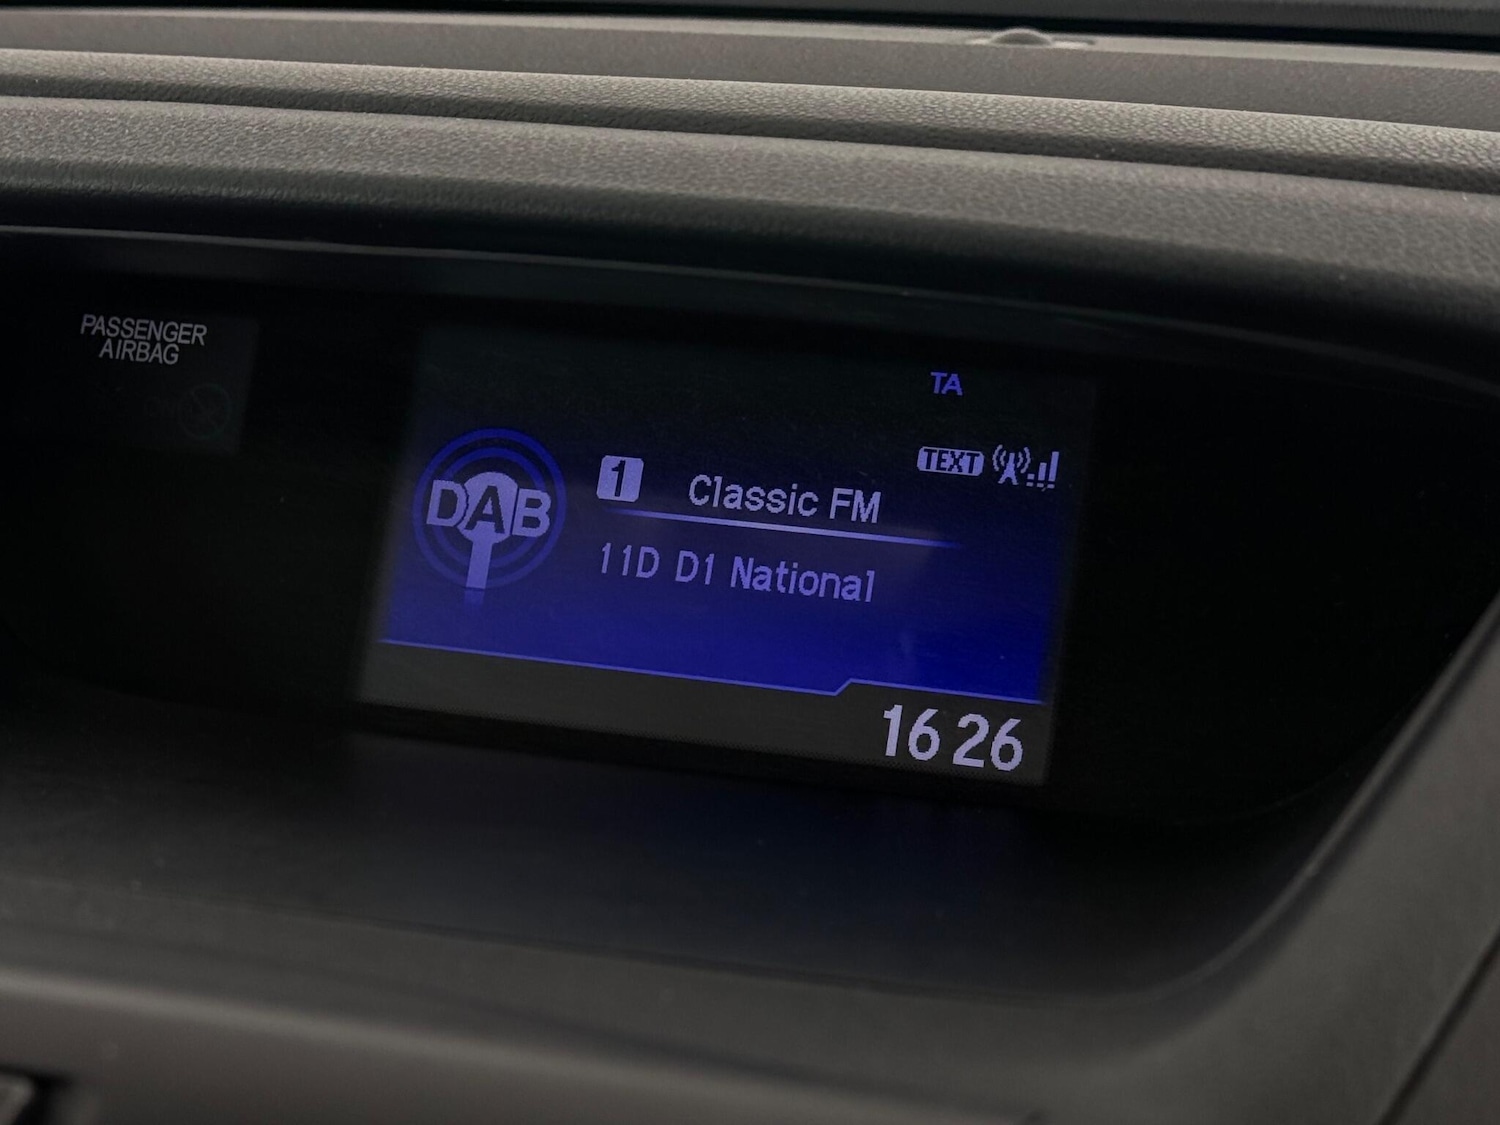 PASSENGER
AIRBAG
TA
TEXT
DAB
1 Classic FM
11D D1 National
16 26